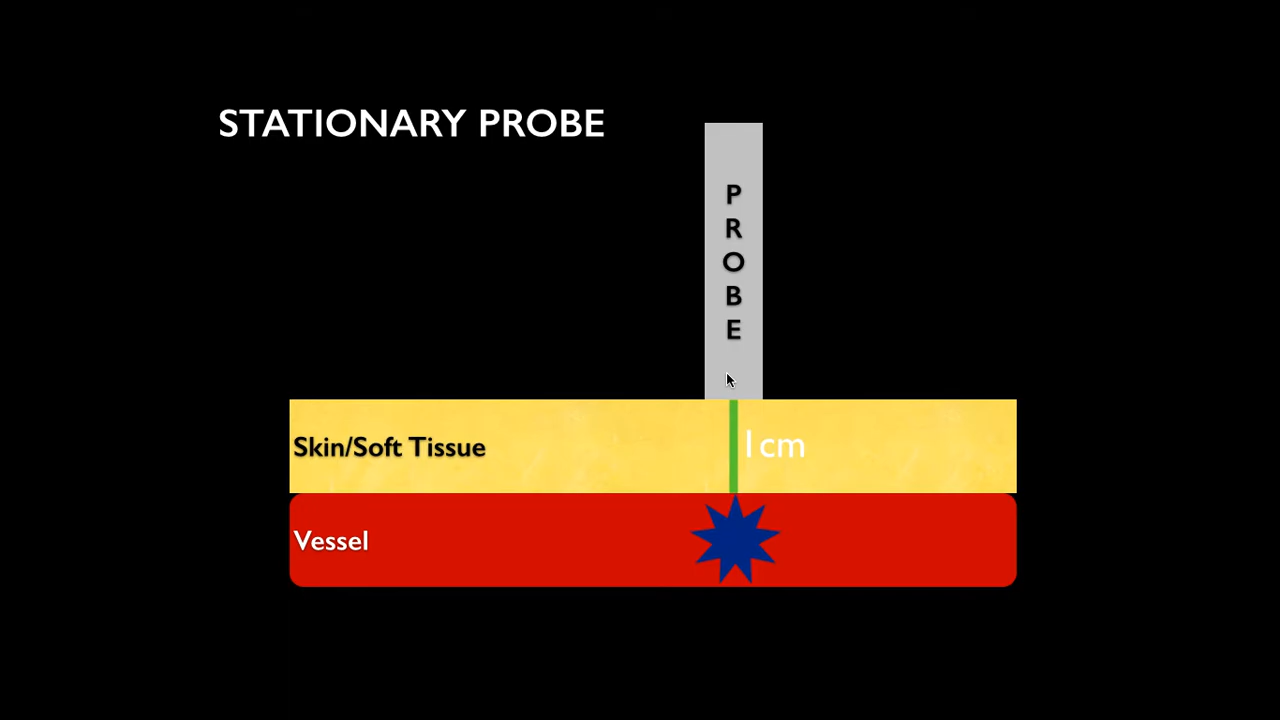 STATIONARY PROBE
P
R
O
B
E
Skin/Soft Tissue
1cm
Vessel